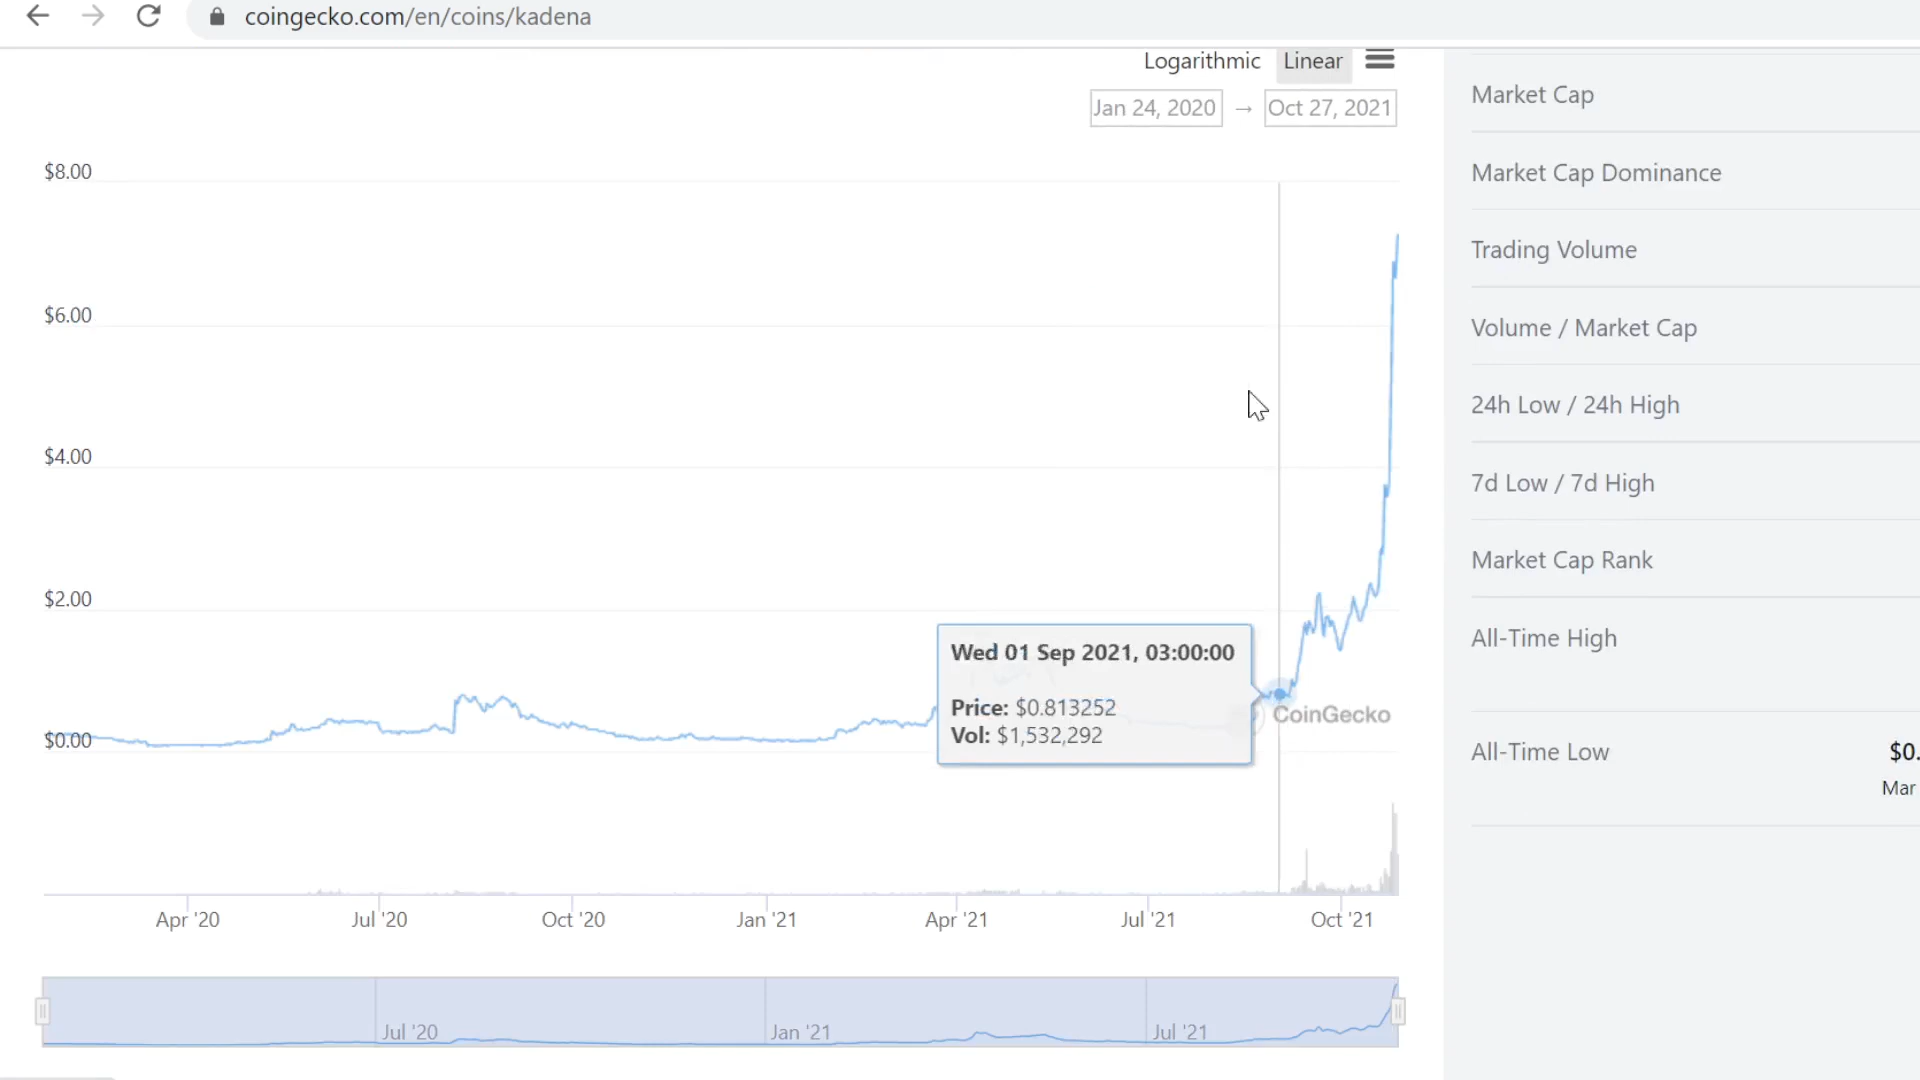 coingecko.com/en/coins/kadena
Logarithmic Linear
Jan 24, 2020 → Oct 27, 2021
$8.00
$6.00
$4.00
$2.00
$0.00
Wed 01 Sep 2021, 03:00:00
Price: $0.813252
Vol: $1,532,292
CoinGecko
Apr '20 Jul '20 Oct '20 Jan '21 Apr '21 Jul '21 Oct '21
Jul '20 Jan '21 Jul '21
Market Cap
Market Cap Dominance
Trading Volume
Volume / Market Cap
24h Low / 24h High
7d Low / 7d High
Market Cap Rank
All-Time High
All-Time Low $0.
Mar